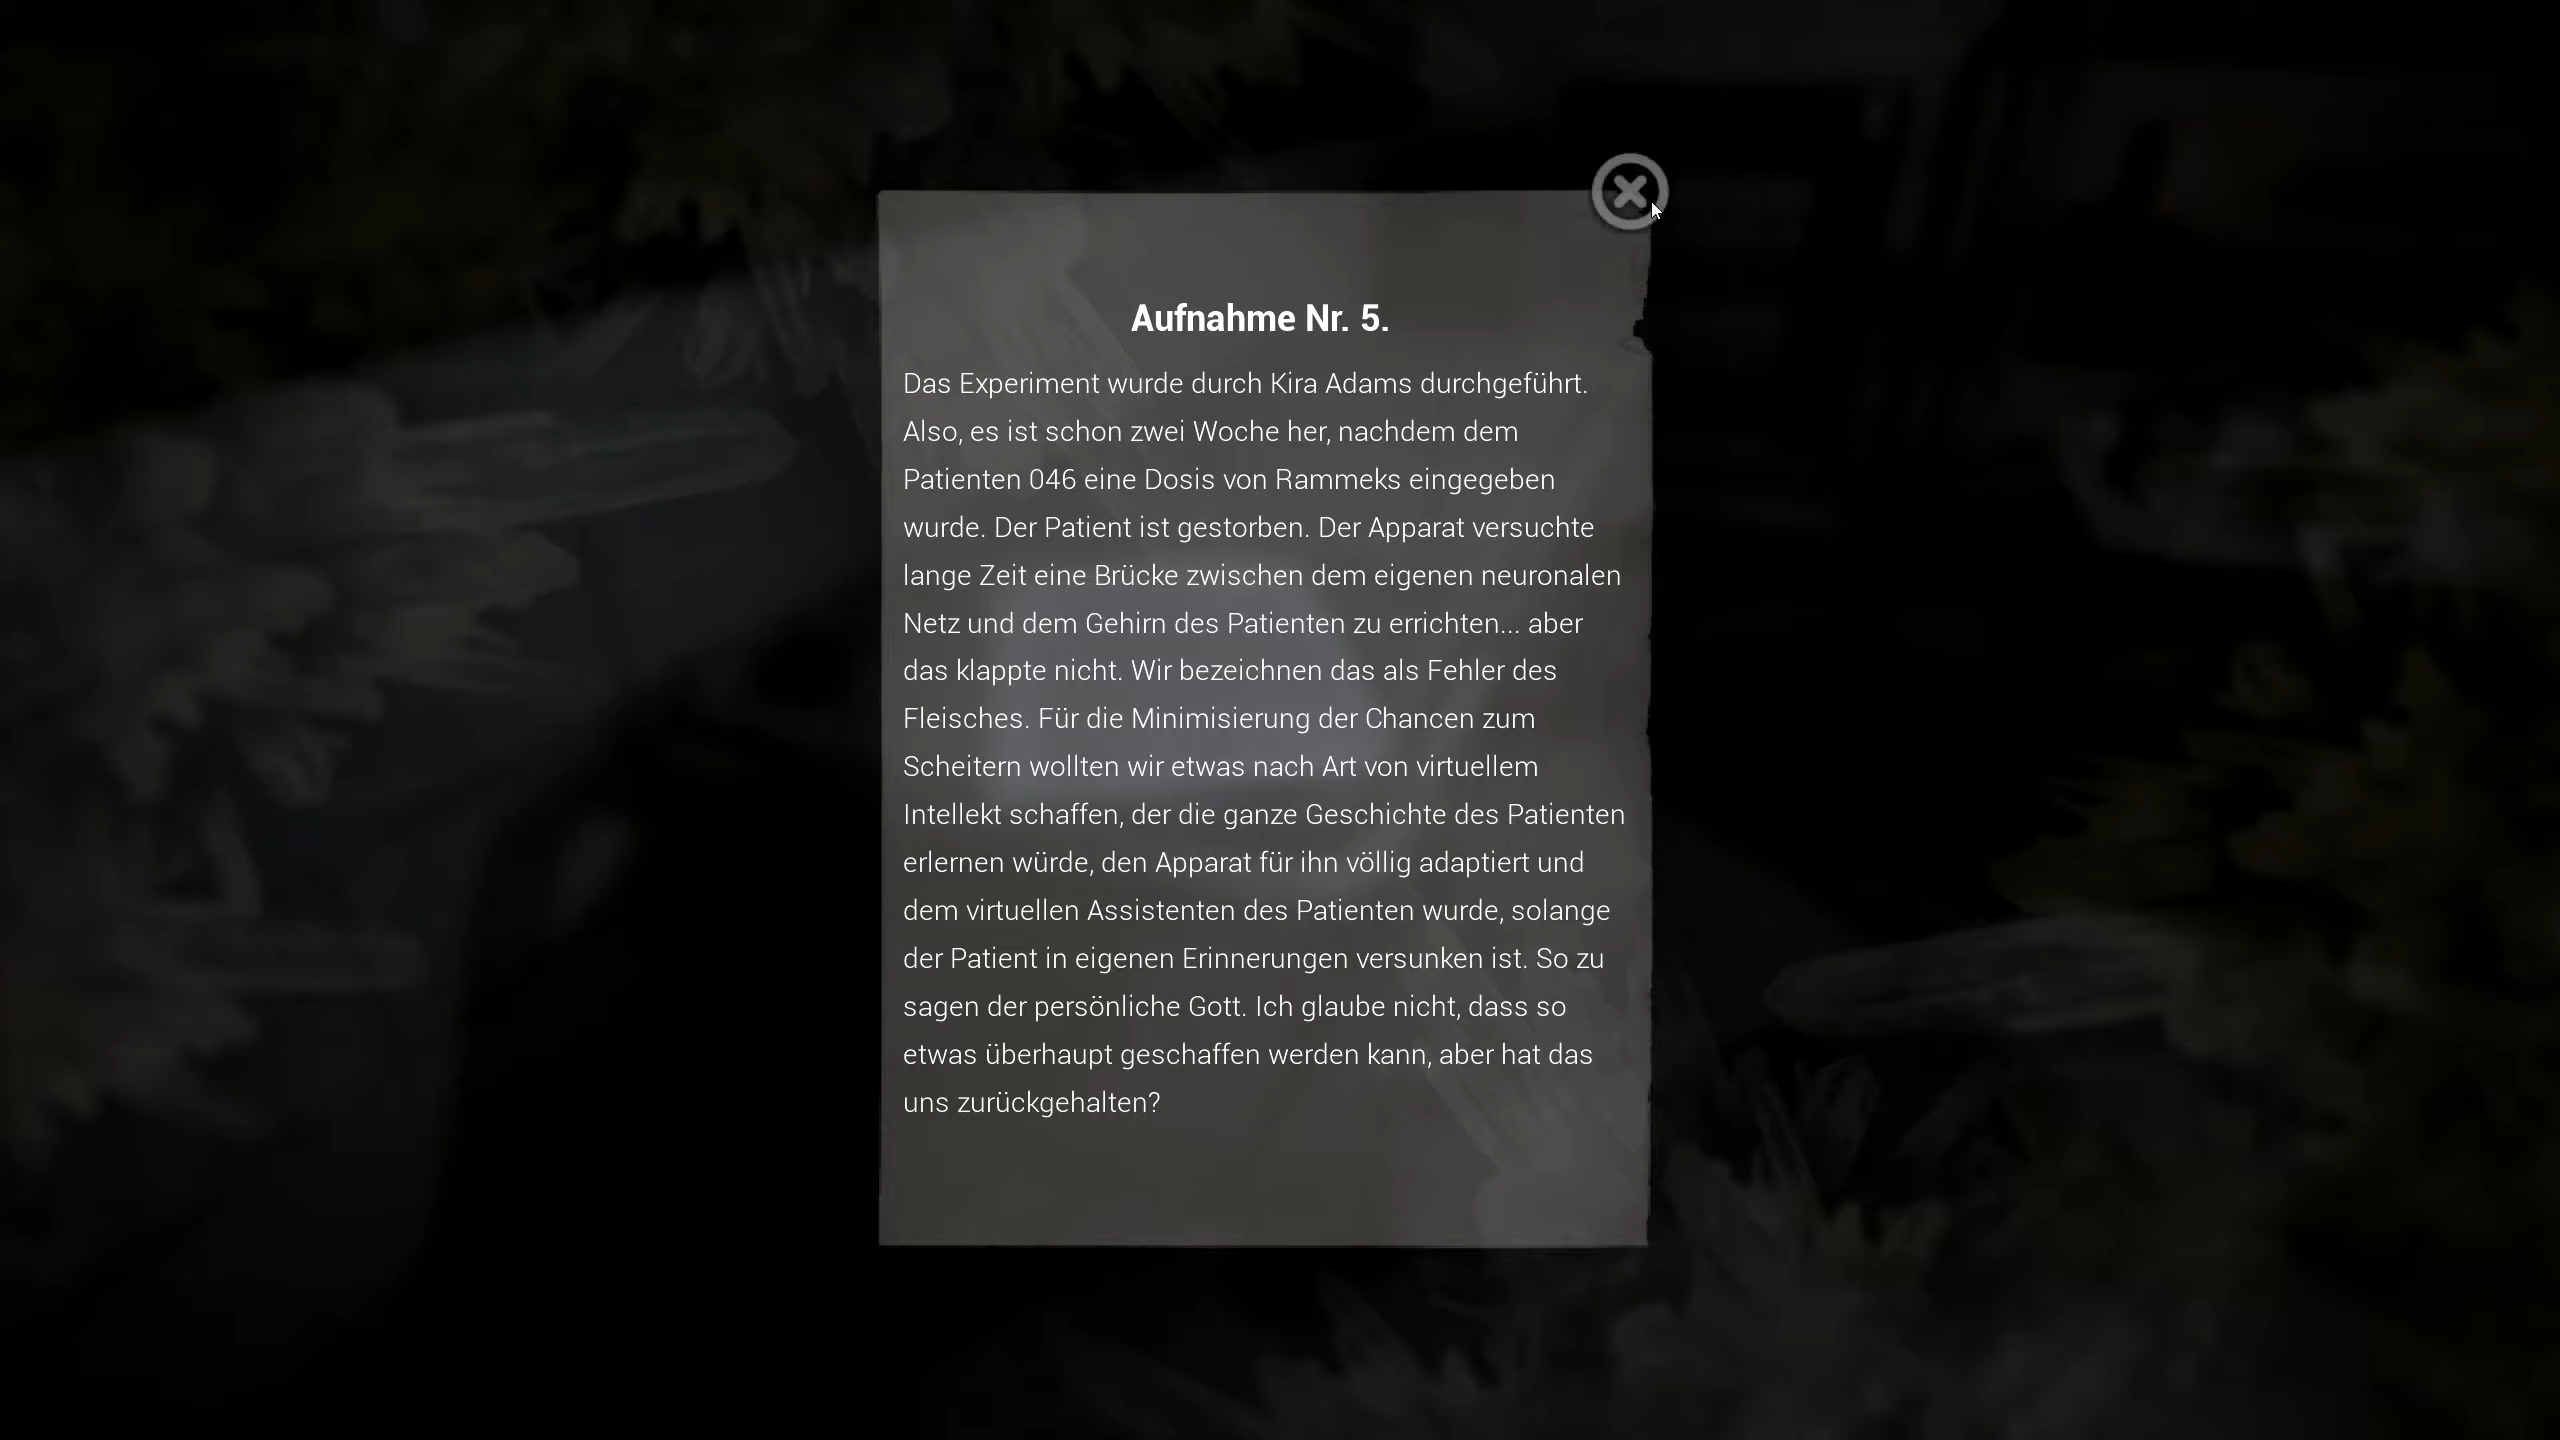 Aufnahme Nr. 5.
Das Experiment wurde durch Kira Adams durchgeführt.
Also, es ist schon zwei Woche her, nachdem dem
Patienten 046 eine Dosis von Rammeks eingegeben
wurde. Der Patient ist gestorben. Der Apparat versuchte
lange Zeit eine Brücke zwischen dem eigenen neuronalen
Netz und dem Gehirn des Patienten zu errichten... aber
das klappte nicht. Wir bezeichnen das als Fehler des
Fleisches. Für die Minimisierung der Chancen zum
Scheitern wollten wir etwas nach Art von virtuellem
Intellekt schaffen, der die ganze Geschichte des Patienten
erlernen würde, den Apparat für ihn völlig adaptiert und
dem virtuellen Assistenten des Patienten wurde, solange
der Patient in eigenen Erinnerungen versunken ist. So zu
sagen der persönliche Gott. Ich glaube nicht, dass so
etwas überhaupt geschaffen werden kann, aber hat das
uns zurückgehalten?